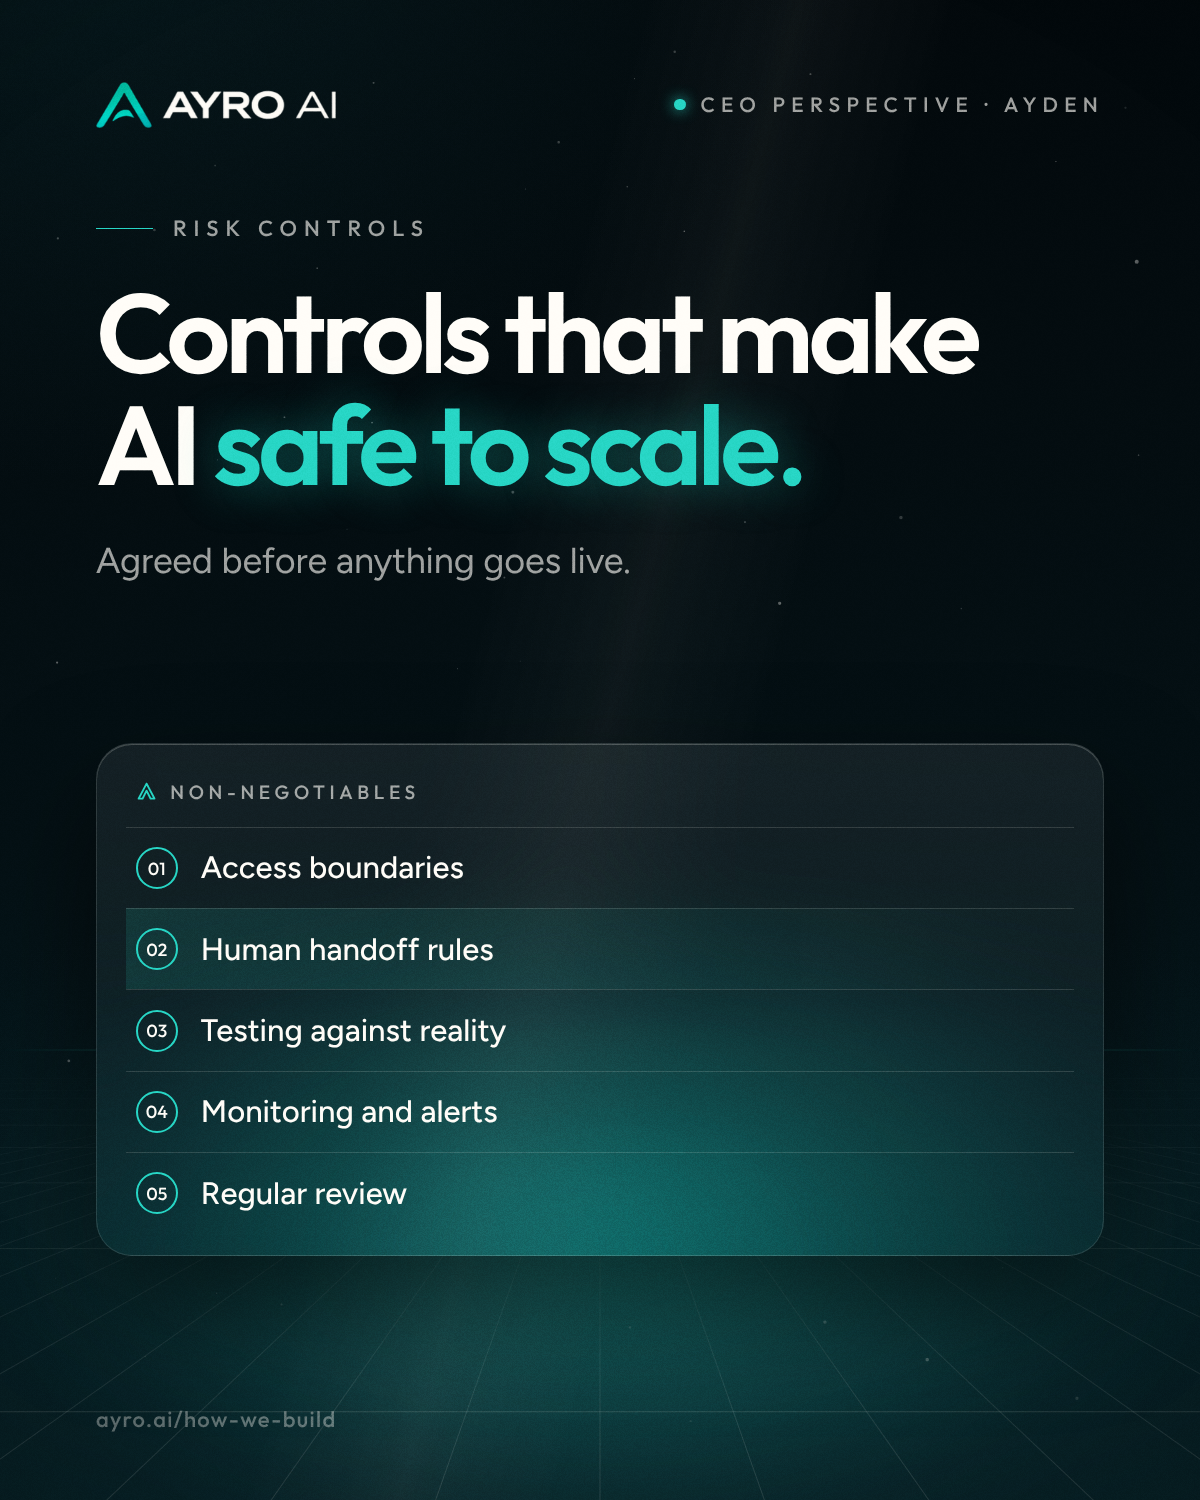 AYRO AI
CEO PERSPECTIVE · AYDEN
RISK CONTROLS
Controls that make
AI safe to scale.
Agreed before anything goes live.
NON-NEGOTIABLES
01 Access boundaries
02 Human handoff rules
03 Testing against reality
04 Monitoring and alerts
05 Regular review
ayro.ai/how-we-build